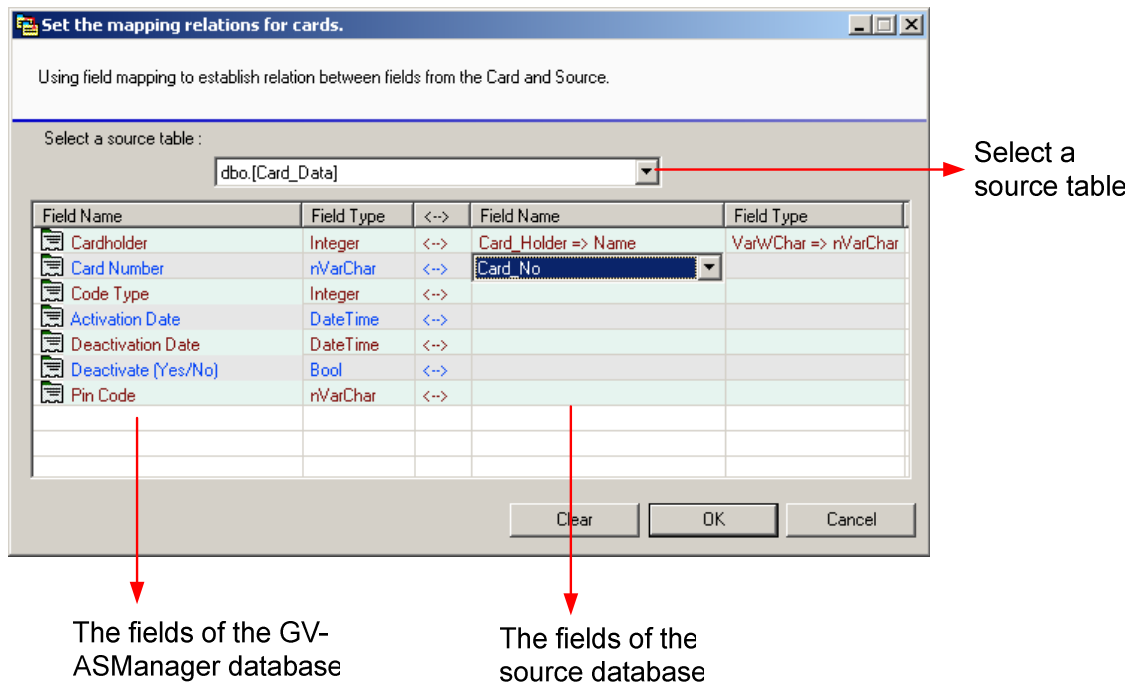 Set the mapping relations for cards.
Using field mapping to establish relation between fields from the Card and Source.
Select a source table :
dbo.[Card_Data]
Select a
source table
Field Name Field Type <--> Field Name Field Type
Cardholder Integer <--> Card_Holder => Name VarWChar => nVarChar
Card Number nVarChar <--> Card_No
Code Type Integer <-->
Activation Date DateTime <-->
Deactivation Date DateTime <-->
Deactivate (Yes/No) Bool <-->
Pin Code nVarChar <-->
Clear OK Cancel
The fields of the GV-
ASManager database
The fields of the
source database